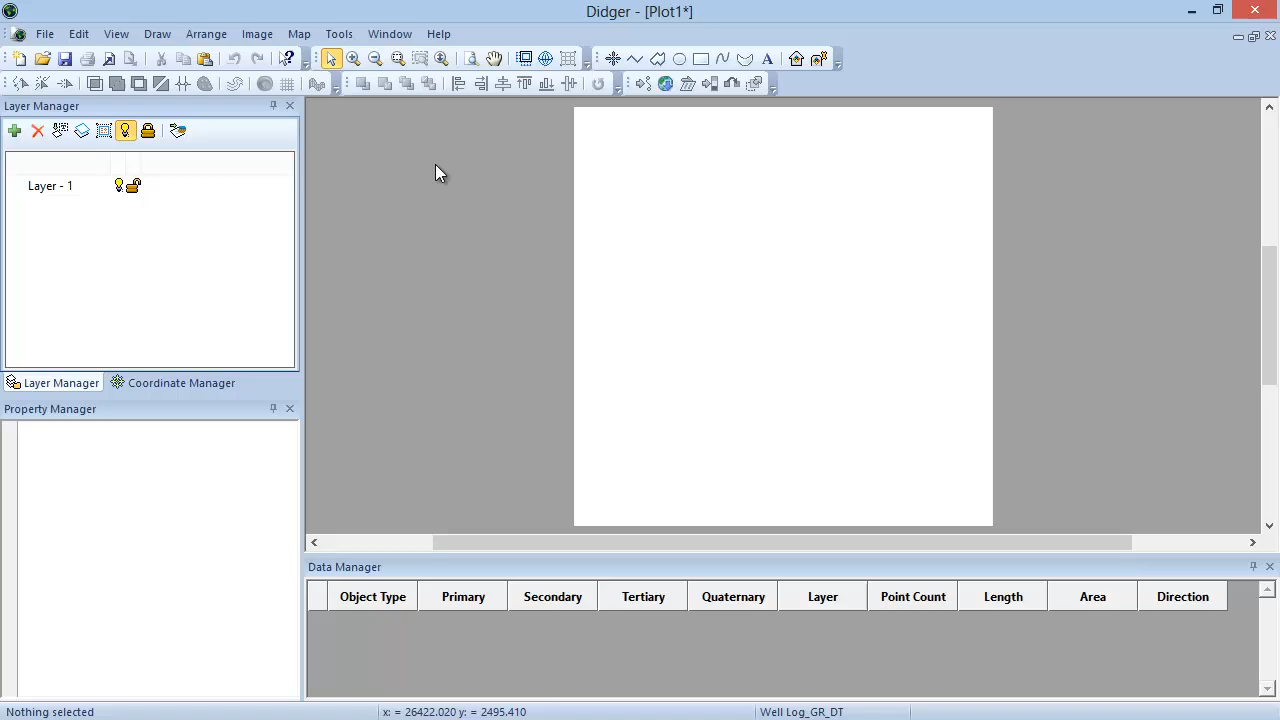 Didger - [Plot1*]
File Edit View Draw Arrange Image Map Tools Window Help
Layer Manager
Layer - 1
Layer Manager Coordinate Manager
Property Manager
Data Manager
Object Type Primary Secondary Tertiary Quaternary Layer Point Count Length Area Direction
Nothing selected x: = 26422.020 y: = 2495.410 Well Log_GR_DT